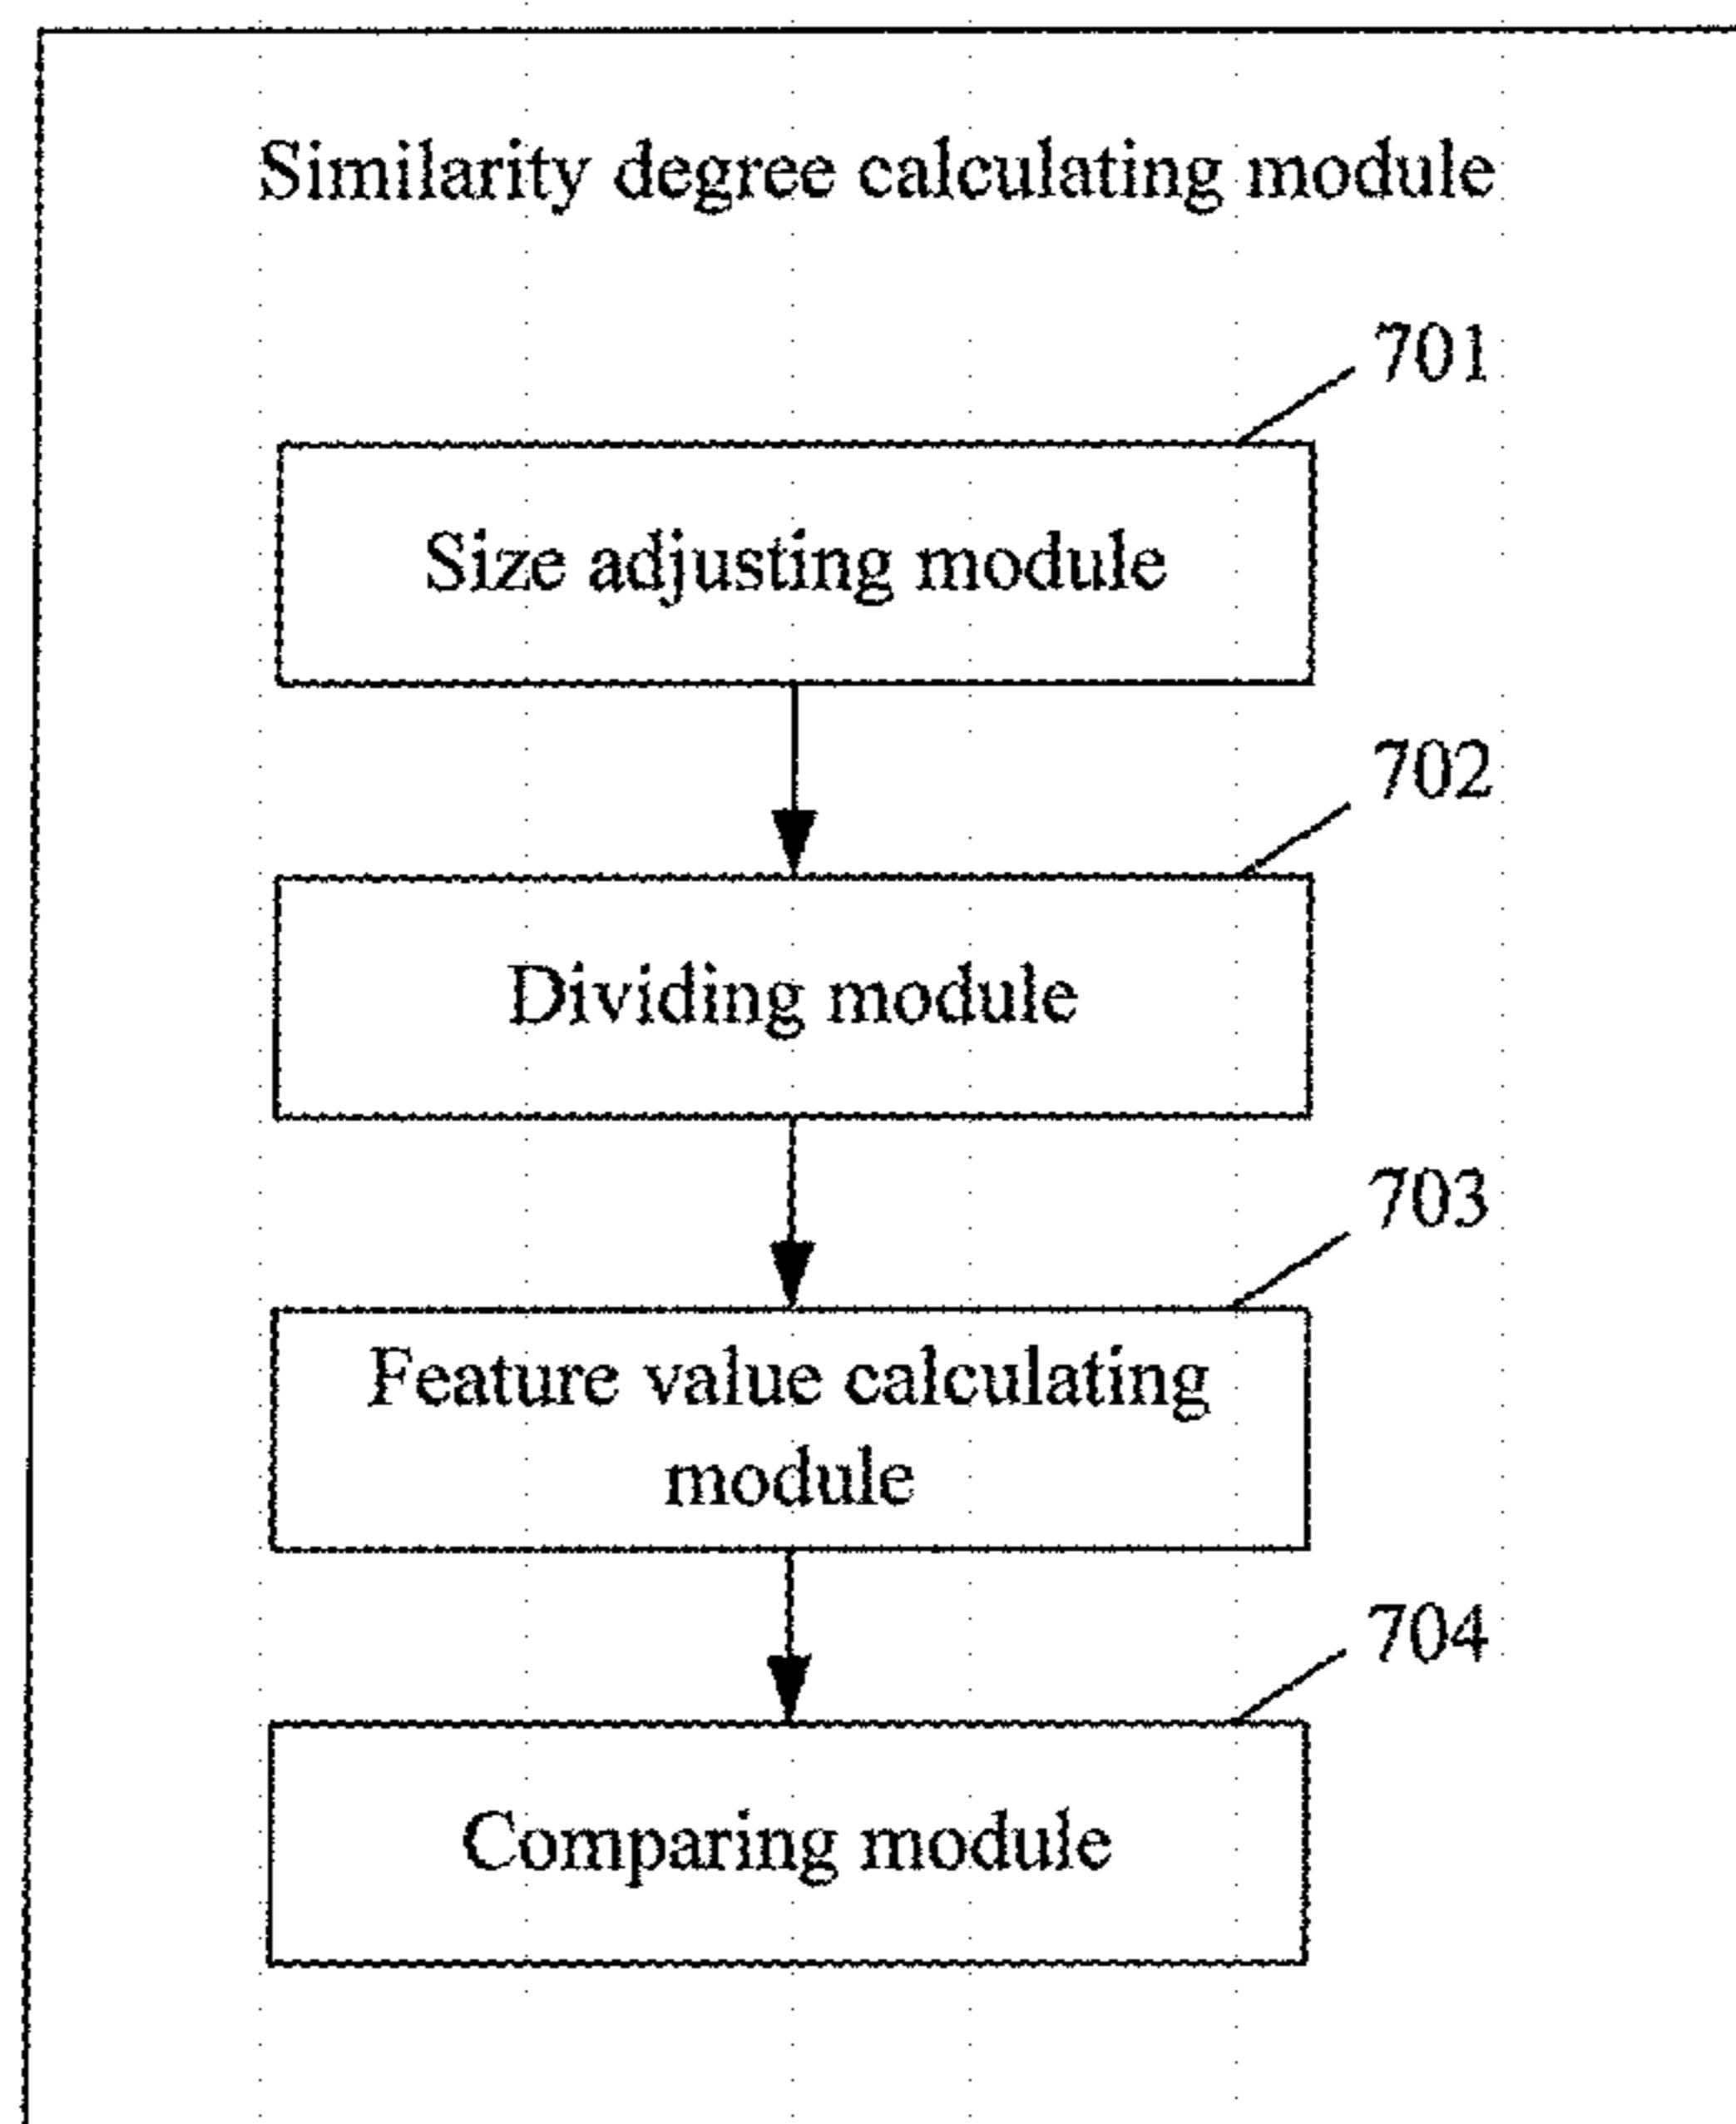 Similarity degree calculating module
701
Size adjusting module
702
Dividing module
703
Feature value calculating
module
704
Comparing module